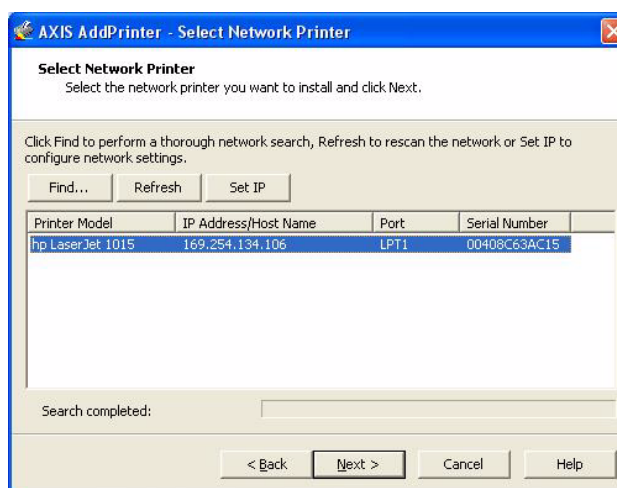 AXIS AddPrinter - Select Network Printer
Select Network Printer
Select the network printer you want to install and click Next.
Click Find to perform a thorough network search, Refresh to rescan the network or Set IP to
configure network settings.
Find... Refresh Set IP
Printer Model IP Address/Host Name Port Serial Number
hp LaserJet 1015 169.254.134.106 LPT1 00408C63AC15
Search completed:
< Back Next > Cancel Help